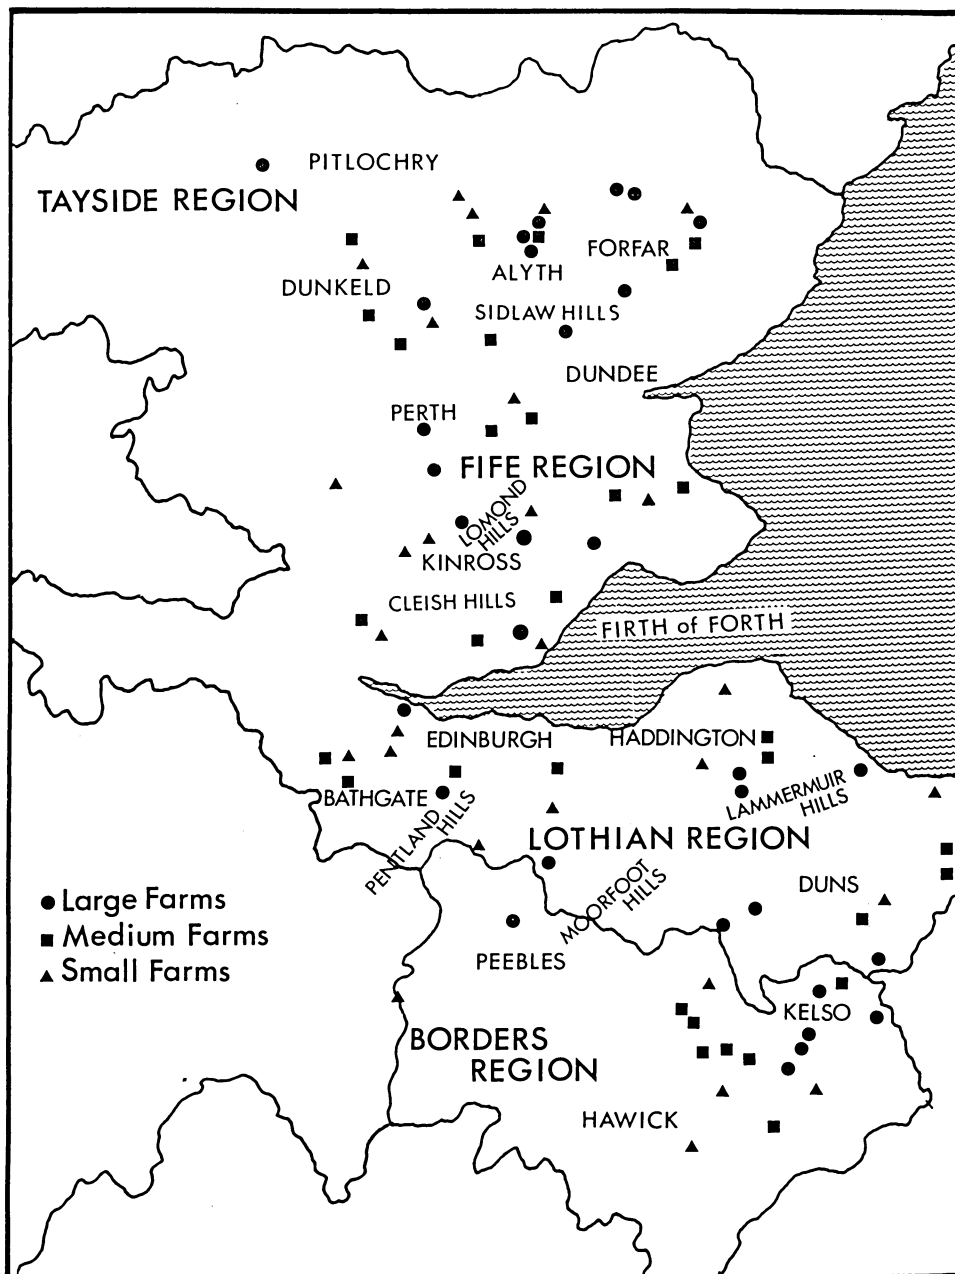 PITLOCHRY
TAYSIDE REGION
FORFAR
ALYTH
DUNKELD
SIDLAW HILLS
DUNDEE
PERTH
FIFE REGION
LOMOND
HILLS
KINROSS
CLEISH HILLS
FIRTH of FORTH
EDINBURGH
HADDINGTON
BATHGATE
PENTLAND
HILLS
LAMMERMUIR
HILLS
LOTHIAN REGION
MOORFOOT
HILLS
DUNS
Large Farms
Medium Farms
Small Farms
PEEBLES
KELSO
BORDERS
REGION
HAWICK